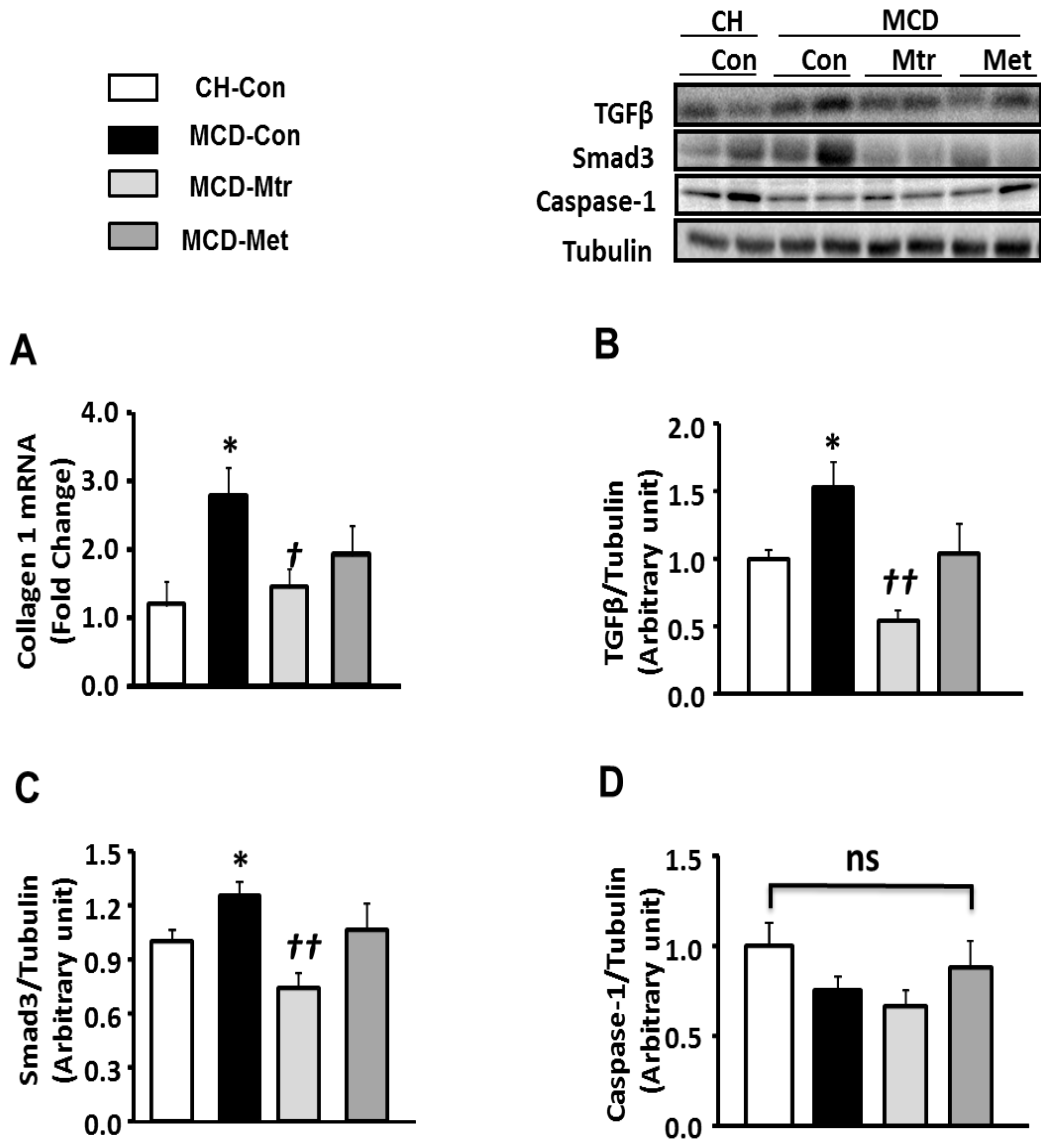 CH MCD
Con Con Mtr Met
CH-Con
MCD-Con
MCD-Mtr
MCD-Met
TGFβ
Smad3
Caspase-1
Tubulin
A
Collagen 1 mRNA
(Fold Change)
4.0
3.0
2.0
1.0
0.0
*
†
B
TGFβ/Tubulin
(Arbitrary unit)
2.0
1.5
1.0
0.5
0.0
*
††
C
Smad3/Tubulin
(Arbitrary unit)
1.5
1.2
0.9
0.6
0.3
0.0
*
††
D
Caspase-1/Tubulin
(Arbitrary unit)
1.5
1.0
0.5
0.0
ns